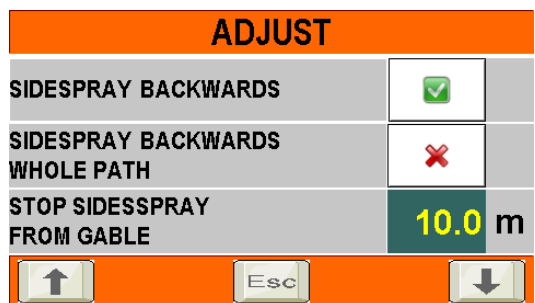 ADJUST
SIDESPRAY BACKWARDS
SIDESPRAY BACKWARDS
WHOLE PATH
STOP SIDESSPRAY
FROM GABLE
10.0 m
Esc